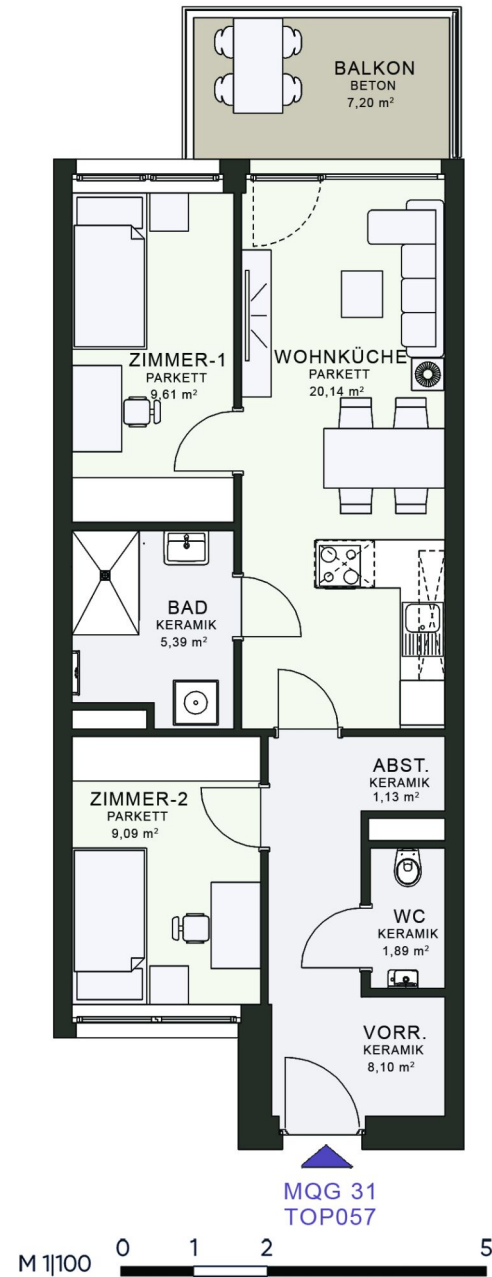 BALKON
BETON
7,20 m²
ZIMMER-1
PARKETT
9,61 m²
WOHNKÜCHE
PARKETT
20,14 m²
BAD
KERAMIK
5,39 m²
ABST.
KERAMIK
1,13 m²
ZIMMER-2
PARKETT
9,09 m²
WC
KERAMIK
1,89 m²
VORR.
KERAMIK
8,10 m²
MQG 31
TOP057
M 1|100 0 1 2 5